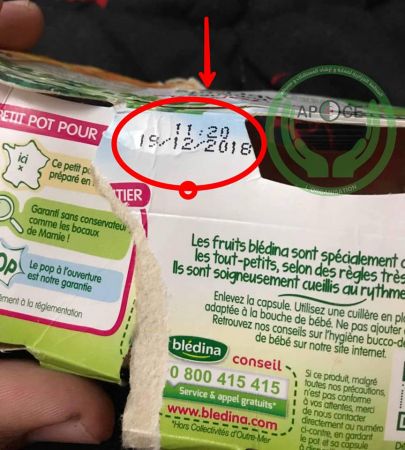 11:20
19/12/2018
APOCE
ORGANISATION
PETIT POT POUR
ici
Ce petit po
préparé en
TIER
Garanti sans conservateur
comme les bocaux
de Mamie !
POP
Le pop à l'ouverture
est notre garantie
ément à la réglementation
Les fruits blédina sont spécialement c
les tout-petits, selon des règles très
Ils sont soigneusement cueillis au rythme
Enlevez la capsule. Utilisez une cuillère en pl
adaptée à la bouche de bébé. Ne pas ajouter
Retrouvez nos conseils sur l'hygiène bucco-de
de bébé sur notre site internet.
blédina
conseil
0 800 415 415
Service & appel gratuits*
www.bledina.com
*Hors Collectivités d'Outre-Mer
Si ce produit, malgré
toutes nos précautions,
n'est pas conforme
à vos attentes, merci
de nous contacter
directement au numéro
ci-contre, en gardant
le pot et sa capsule